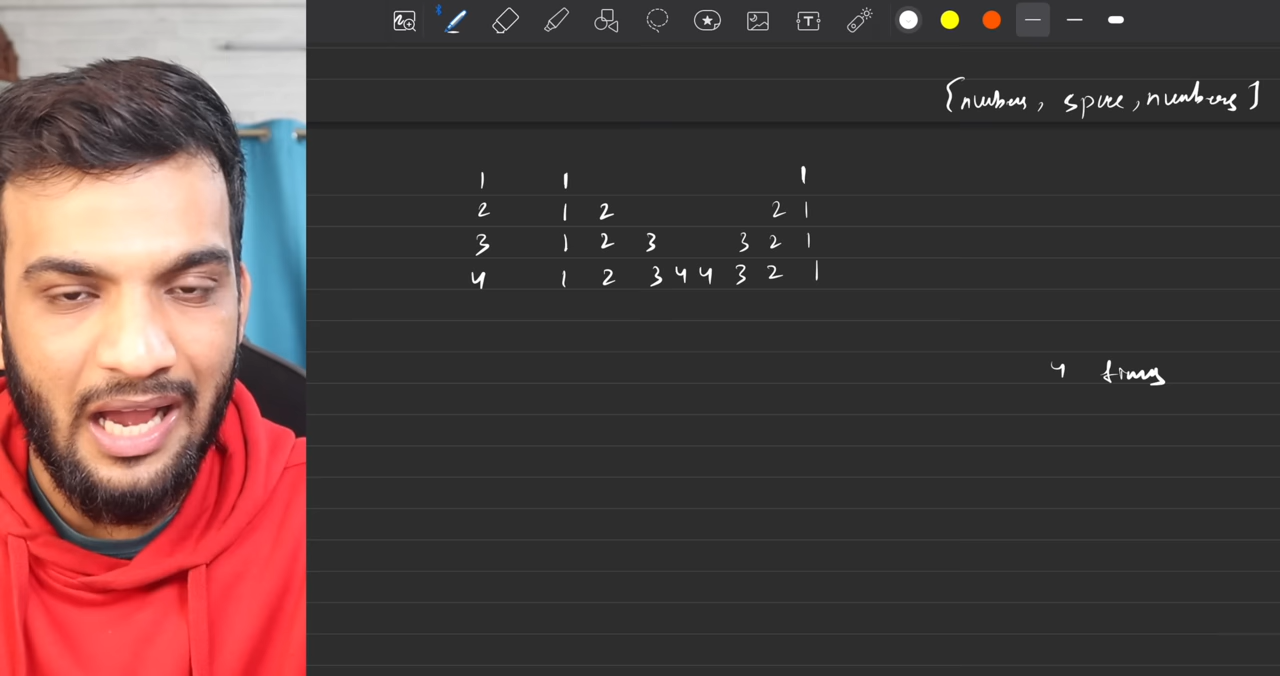 [numbers, space, numbers]
1 1 1
2 1 2 2 1
3 1 2 3 3 2 1
4 1 2 3 4 4 3 2 1
4 times